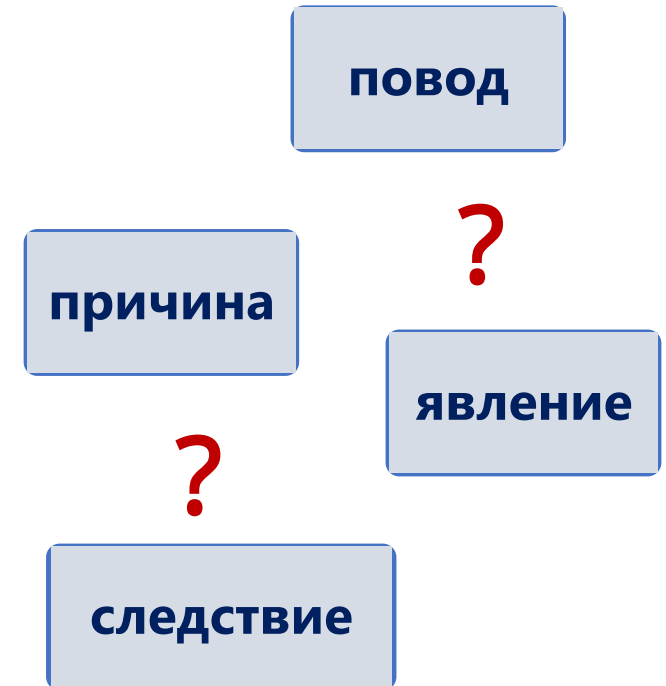 повод
?
причина
явление
?
следствие